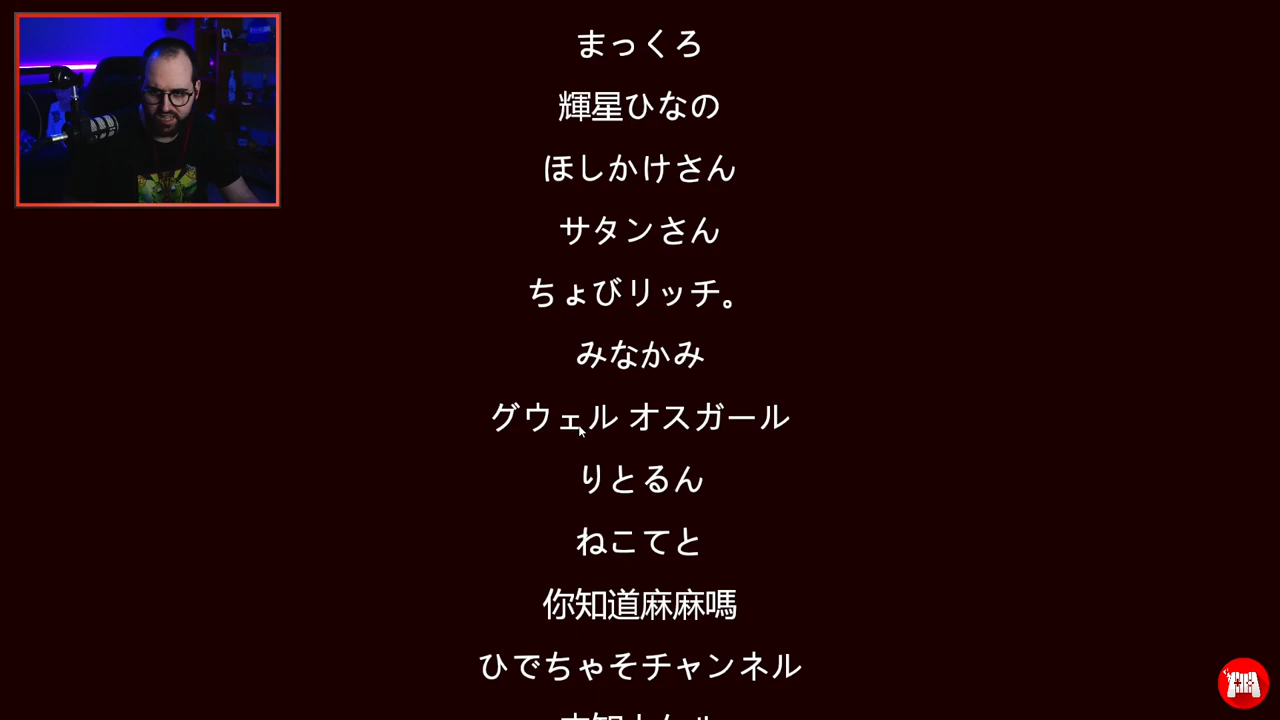 まっくろ
輝星ひなの
ほしかけさん
サタンさん
ちょびリッチ。
みなかみ
グウェル オスガール
りとるん
ねこてと
你知道麻麻嗎
ひでちゃそチャンネル